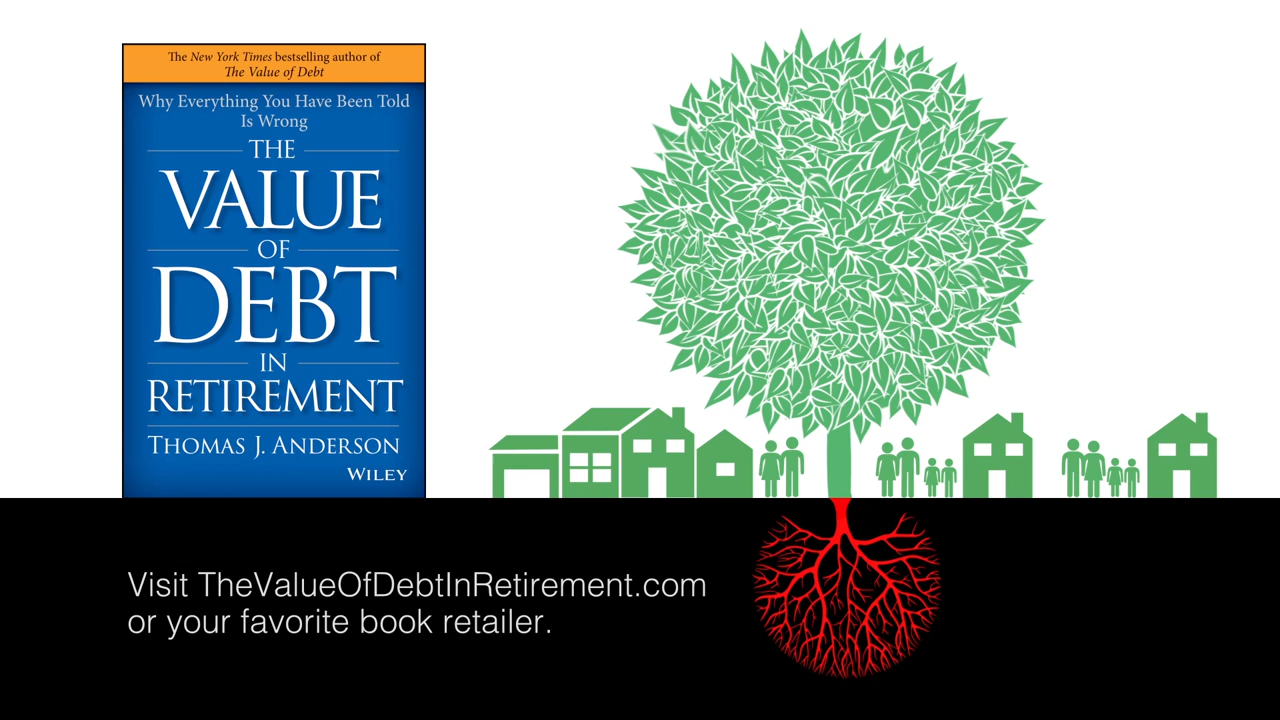 The New York Times bestselling author of
The Value of Debt
Why Everything You Have Been Told
Is Wrong
THE
VALUE
OF
DEBT
IN
RETIREMENT
THOMAS J. ANDERSON
WILEY
Visit TheValueOfDebtInRetirement.com
or your favorite book retailer.